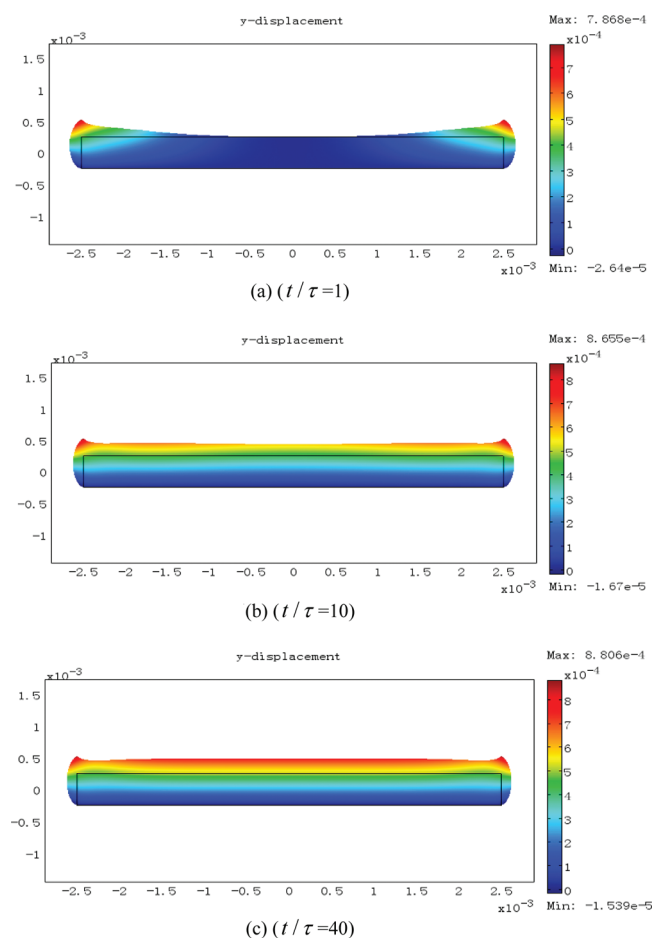 y-displacement
Max: 7.868e-4
x10⁻³
x10⁻⁴
1.5
1
0.5
0
-0.5
-1
-2.5 -2 -1.5 -1 -0.5 0 0.5 1 1.5 2 2.5
x10⁻³
7
6
5
4
3
2
1
0
Min: -2.64e-5
(a) (t / τ =1)
y-displacement
Max: 8.655e-4
x10⁻³
x10⁻⁴
1.5
1
0.5
0
-0.5
-1
-2.5 -2 -1.5 -1 -0.5 0 0.5 1 1.5 2 2.5
x10⁻³
8
7
6
5
4
3
2
1
0
Min: -1.67e-5
(b) (t / τ =10)
y-displacement
Max: 8.806e-4
x10⁻³
x10⁻⁴
1.5
1
0.5
0
-0.5
-1
-2.5 -2 -1.5 -1 -0.5 0 0.5 1 1.5 2 2.5
x10⁻³
8
7
6
5
4
3
2
1
0
Min: -1.539e-5
(c) (t / τ =40)